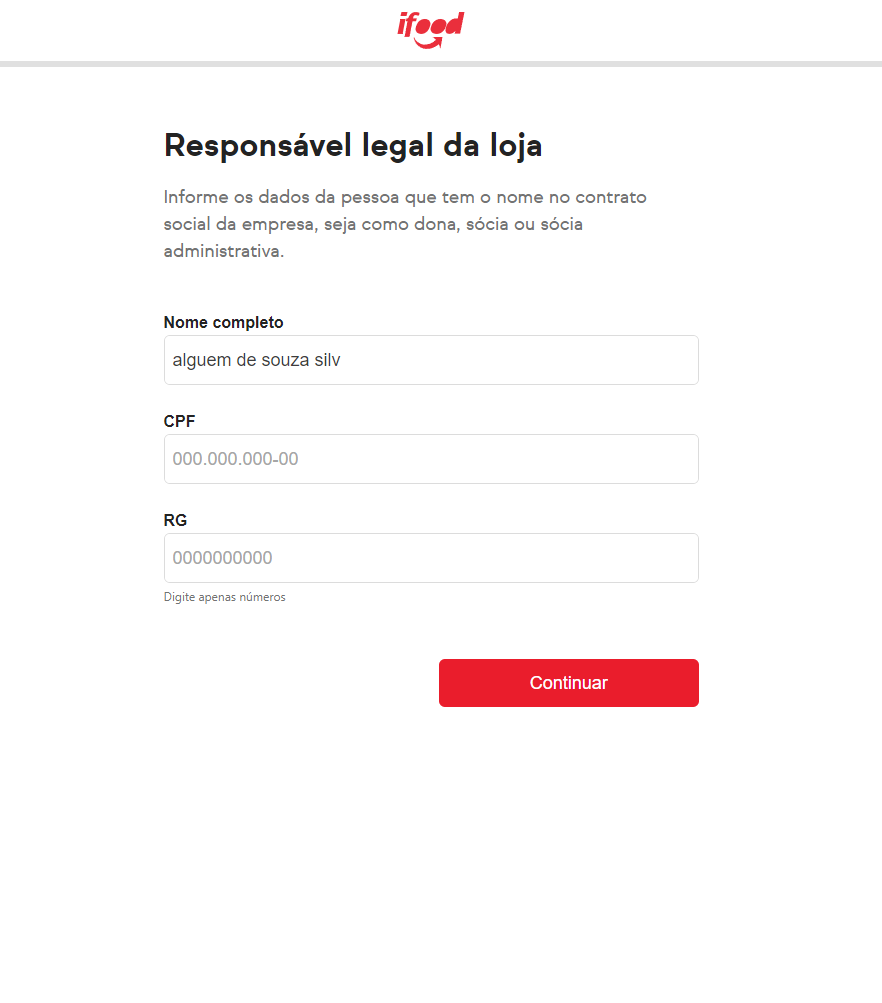 ifood
Responsável legal da loja
Informe os dados da pessoa que tem o nome no contrato
social da empresa, seja como dona, sócia ou sócia
administrativa.
Nome completo
alguem de souza silv
CPF
000.000.000-00
RG
0000000000
Digite apenas números
Continuar